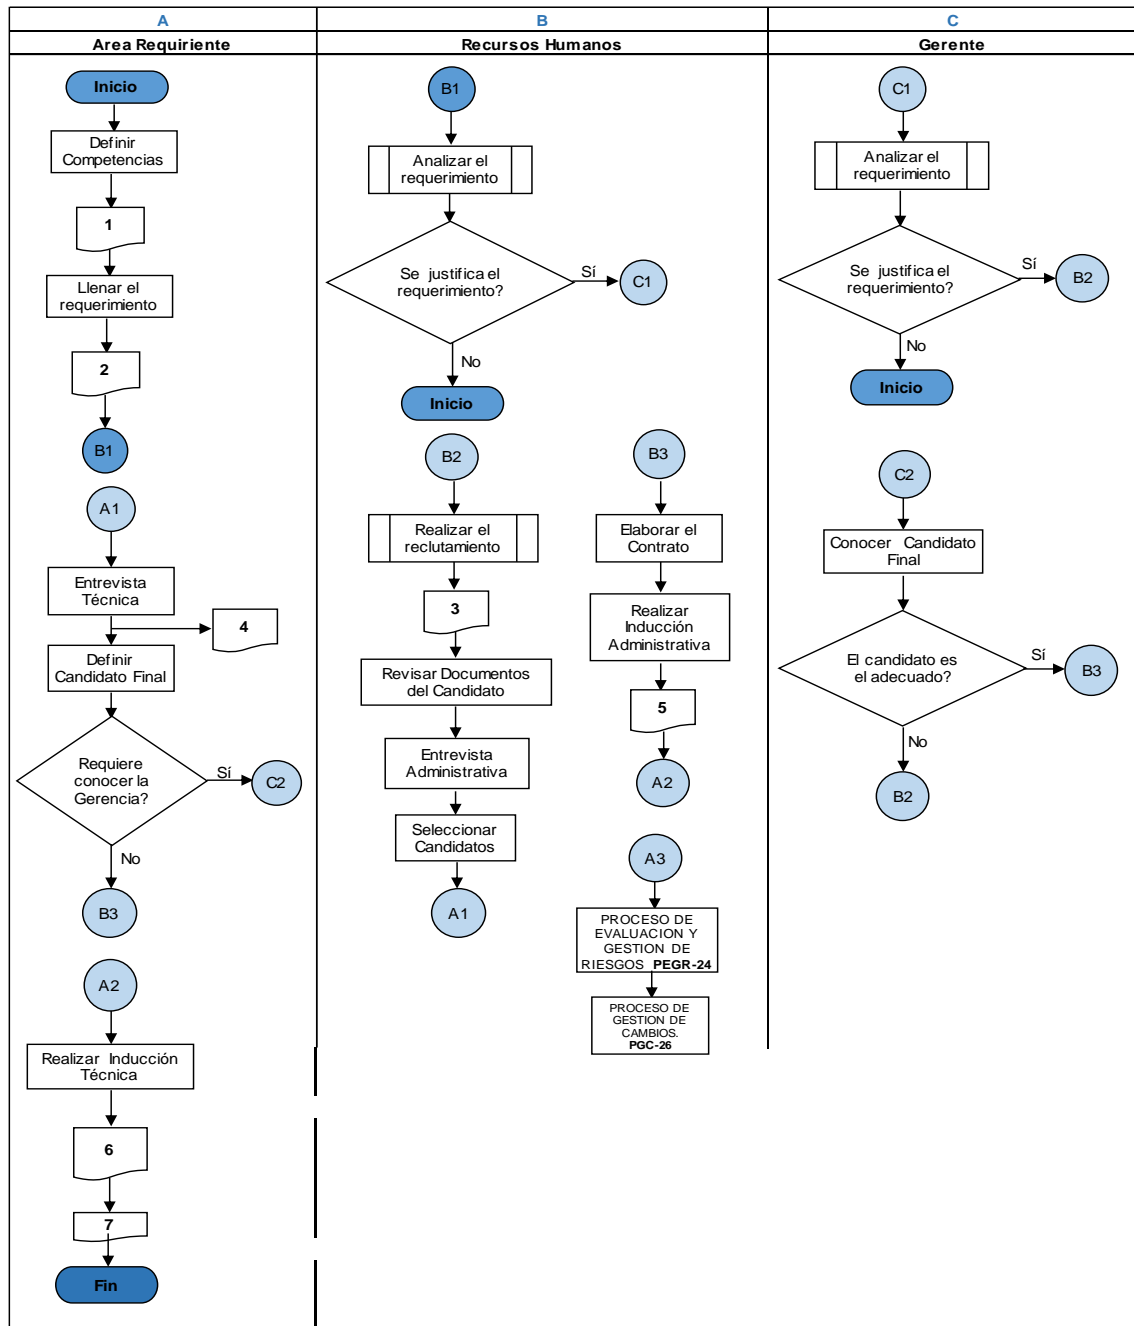 A
Area Requiriente
Inicio
Definir
Competencias
1
Llenar el
requerimiento
2
B1
A1
Entrevista
Técnica
4
Definir
Candidato Final
Requiere
conocer la
Gerencia?
Sí
C2
No
B3
A2
Realizar Inducción
Técnica
6
7
Fin
B
Recursos Humanos
B1
Analizar el
requerimiento
Se justifica el
requerimiento?
Sí
C1
No
Inicio
B2
Realizar el
reclutamiento
3
Revisar Documentos
del Candidato
Entrevista
Administrativa
Seleccionar
Candidatos
A1
B3
Elaborar el
Contrato
Realizar
Inducción
Administrativa
5
A2
A3
PROCESO DE
EVALUACION Y
GESTION DE
RIESGOS PEGR-24
PROCESO DE
GESTION DE
CAMBIOS.
PGC-26
C
Gerente
C1
Analizar el
requerimiento
Se justifica el
requerimiento?
Sí
B2
No
Inicio
C2
Conocer Candidato
Final
El candidato es
el adecuado?
Sí
B3
No
B2